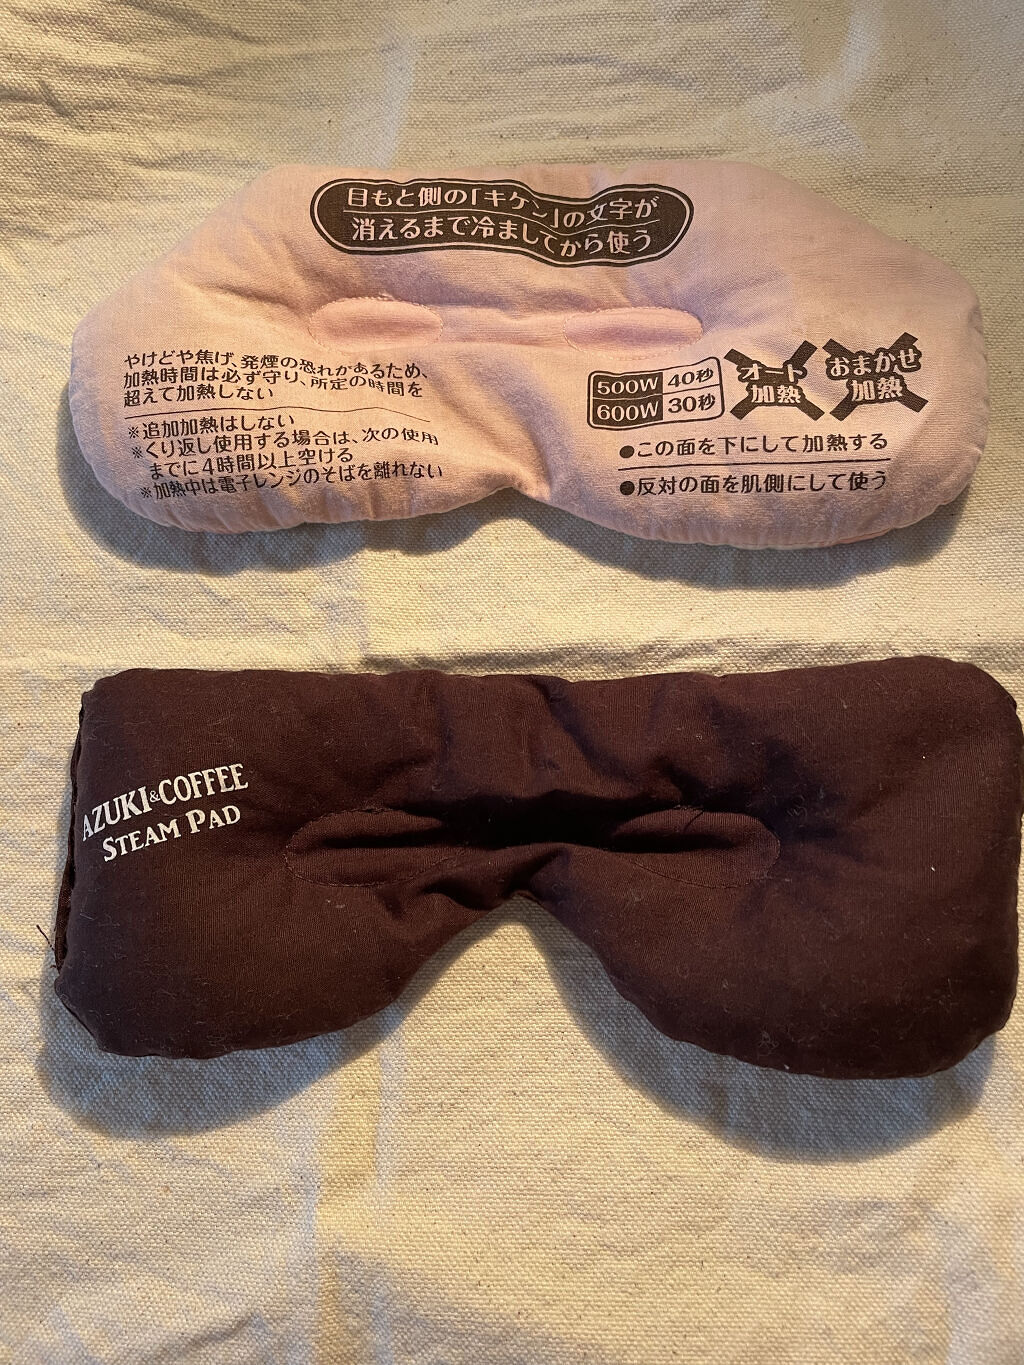 目もと側の「キケン」の文字が
消えるまで冷ましてから使う
やけどや焦げ、発煙の恐れがあるため、
加熱時間は必ず守り、所定の時間を
超えて加熱しない
※追加加熱はしない
※くり返し使用する場合は、次の使用
までに4時間以上空ける
※加熱中は電子レンジのそばを離れない
500W 40秒
600W 30秒
オート
加熱
おまかせ
加熱
●この面を下にして加熱する
●反対の面を肌側にして使う
AZUKI&COFFEE
STEAM PAD